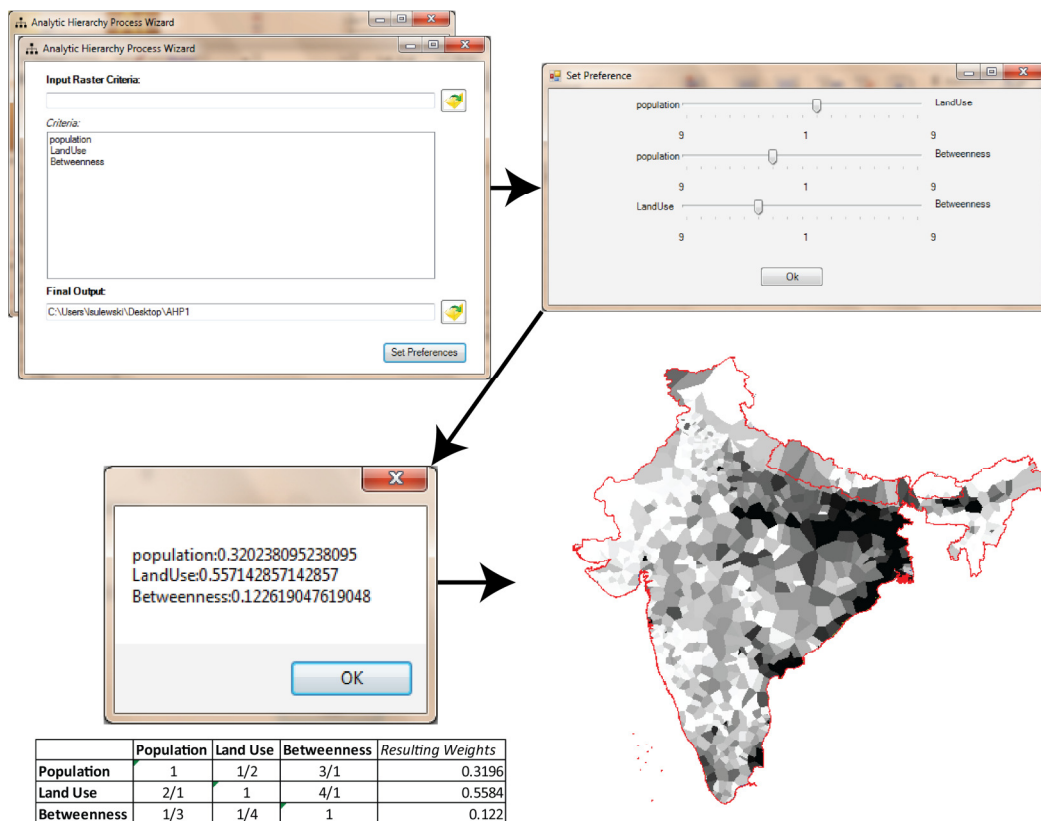 Analytic Hierarchy Process Wizard
Analytic Hierarchy Process Wizard
Input Raster Criteria:
Criteria:
population
LandUse
Betweenness
Final Output:
C:\Users\lsulewski\Desktop\AHP1
Set Preferences
Set Preference
population LandUse
9 1 9
population Betweenness
9 1 9
LandUse Betweenness
9 1 9
Ok
population:0.320238095238095
LandUse:0.557142857142857
Betweenness:0.122619047619048
OK
Population Land Use Betweenness Resulting Weights
Population 1 1/2 3/1 0.3196
Land Use 2/1 1 4/1 0.5584
Betweenness 1/3 1/4 1 0.122